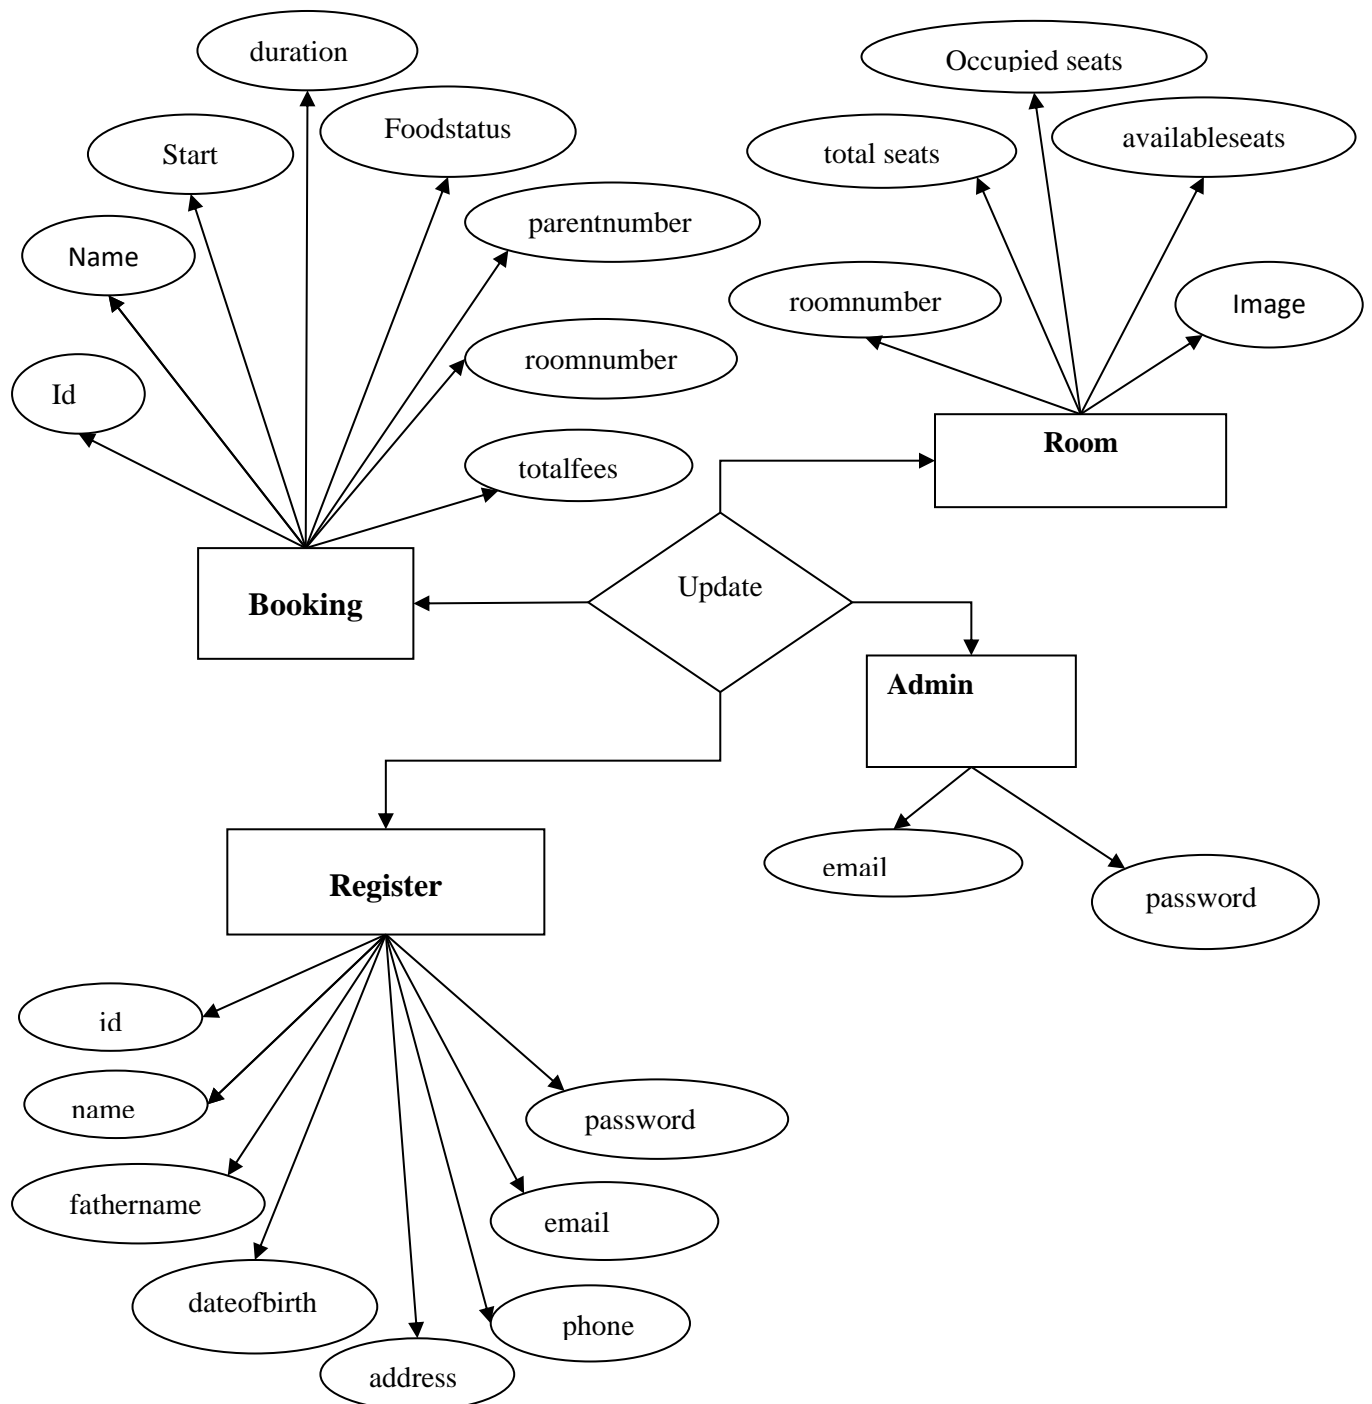 duration
Occupied seats
Foodstatus
Start
total seats
availableseats
parentnumber
Name
roomnumber
Image
roomnumber
Id
Room
totalfees
Update
Booking
Admin
email
Register
password
id
name
password
fathername
email
dateofbirth
phone
address